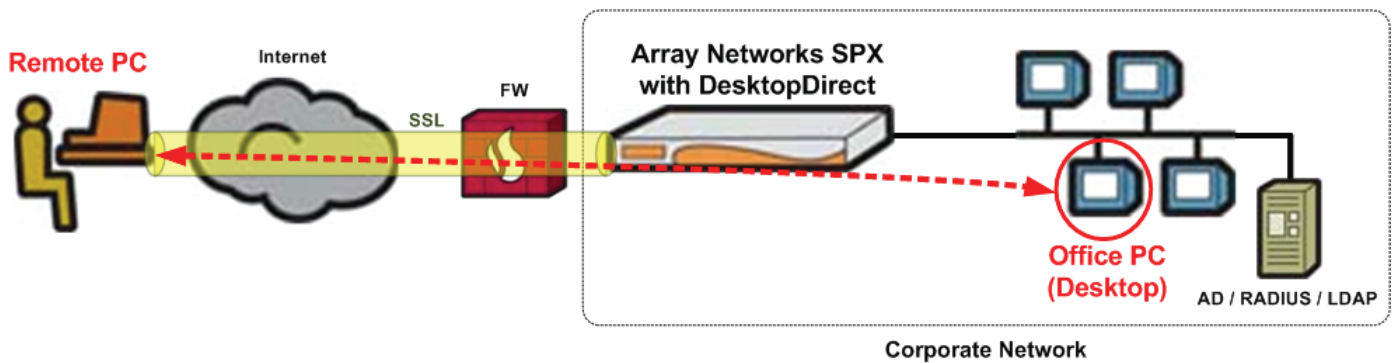 Remote PC
Internet
SSL
FW
Array Networks SPX
with DesktopDirect
Office PC
(Desktop)
AD / RADIUS / LDAP
Corporate Network